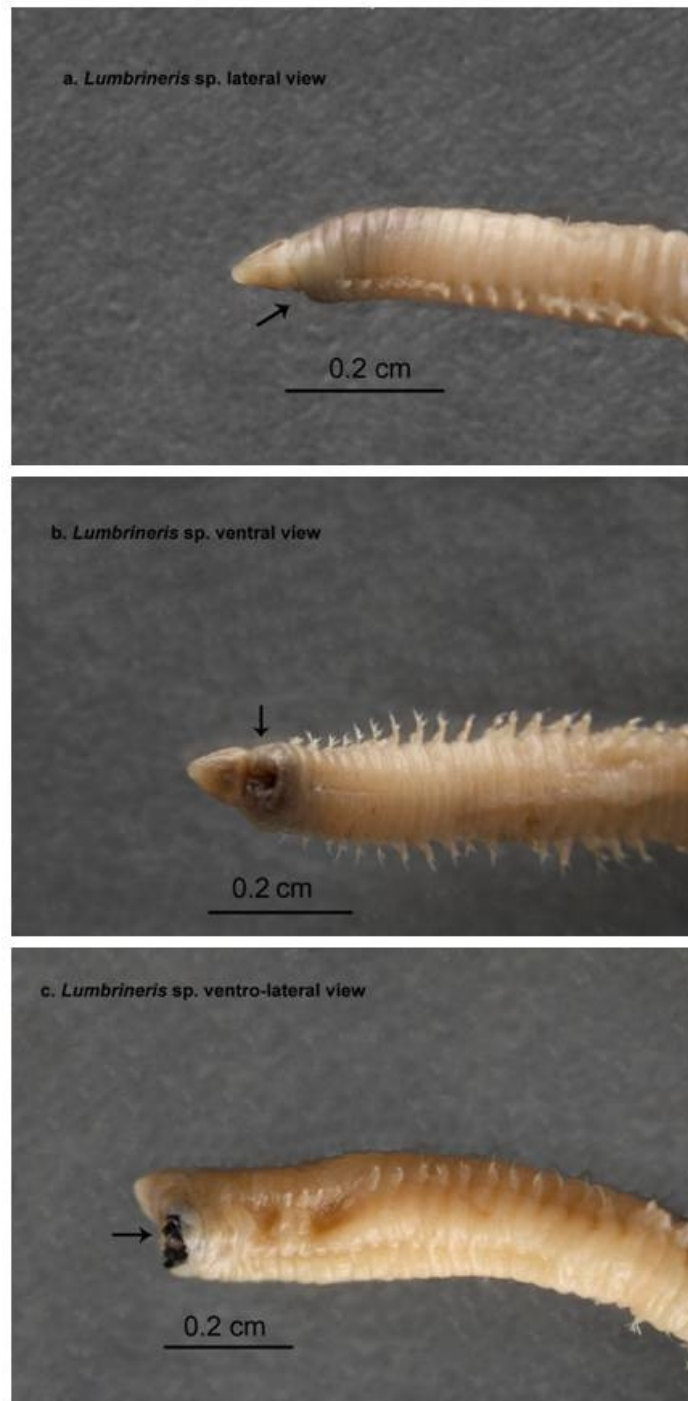 a. Lumbrineris sp. lateral view
0.2 cm
b. Lumbrineris sp. ventral view
0.2 cm
c. Lumbrineris sp. ventro-lateral view
0.2 cm